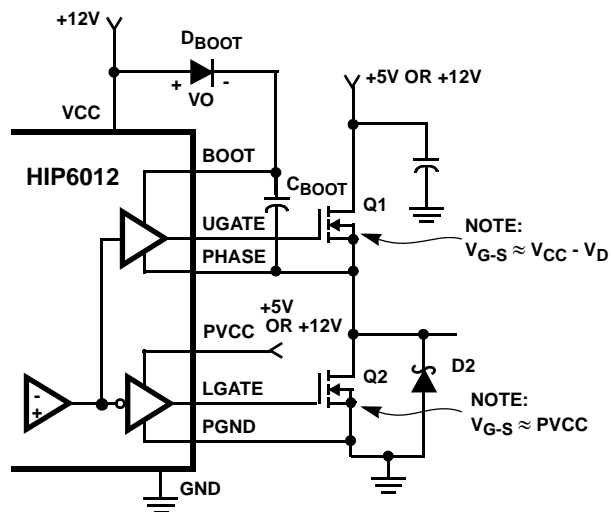 +12V
DBOOT
+ VO -
VCC
+5V OR +12V
HIP6012
BOOT
CBOOT
Q1
UGATE
PHASE
NOTE:
VG-S ≈ VCC - VD
+5V
OR +12V
PVCC
LGATE
Q2
D2
PGND
NOTE:
VG-S ≈ PVCC
-
+
GND